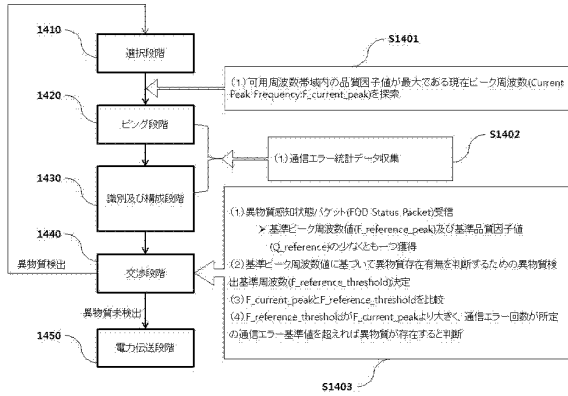 1410
選択段階
S1401
(1)可用周波数帯域内の品質因子値が最大である現在ピーク周波数(Current
Peak Frequency:F_current_peak)を探索
1420
ピング段階
S1402
(1)通信エラー統計データ収集
1430
識別及び構成段階
(1)異物質感知状態パケット(FOD Status Packet)受信
➢ 基準ピーク周波数値(F_reference_peak)及び基準品質因子値
(Q_reference)の少なくとも一つ獲得
(2)基準ピーク周波数値に基づいて異物質存在有無を判断するための異物質検
出基準周波数(F_reference_threshold)決定
(3)F_current_peakとF_reference_thresholdを比較
(4)F_reference_thresholdがF_current_peakより大きく、通信エラー回数が所定
の通信エラー基準値を超えれば異物質が存在すると判断
1440
交渉段階
異物質検出
異物質未検出
1450
電力伝送段階
S1403